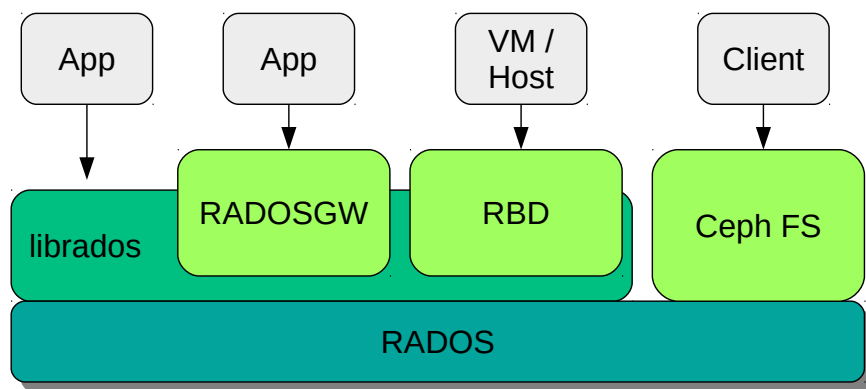 App
App
VM /
Host
Client
librados
RADOSGW
RBD
Ceph FS
RADOS